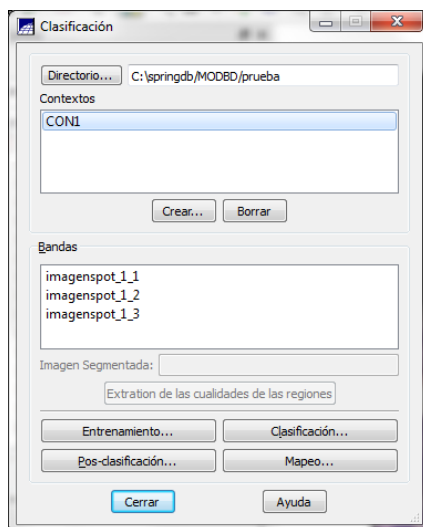 Clasificación
Directorio... C:\springdb/MODBD/prueba
Contextos
CON1
Crear... Borrar
Bandas
imagenspot_1_1
imagenspot_1_2
imagenspot_1_3
Imagen Segmentada:
Extration de las cualidades de las regiones
Entrenamiento... Clasificación...
Pos-clasificación... Mapeo...
Cerrar Ayuda